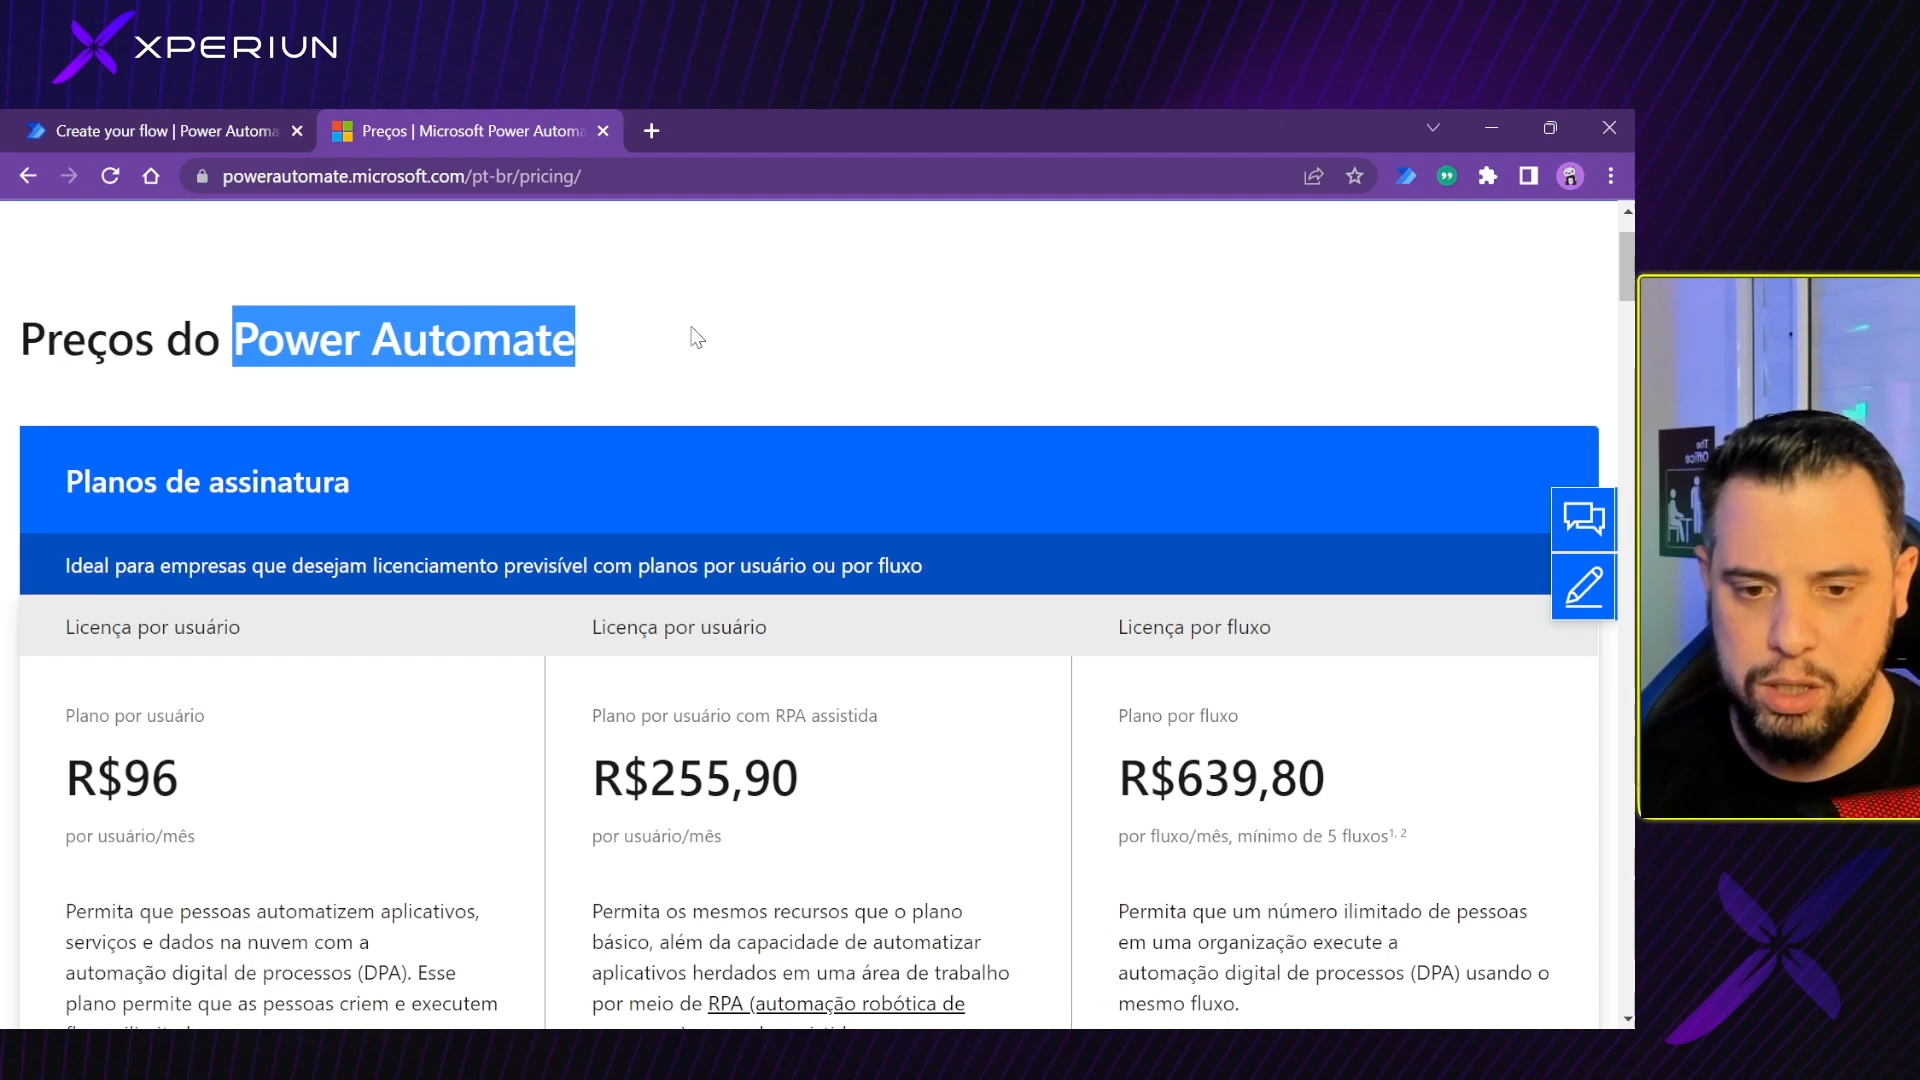 XPERIUN
Create your flow | Power Automa
Preços | Microsoft Power Automa
powerautomate.microsoft.com/pt-br/pricing/
Preços do Power Automate
Planos de assinatura
Ideal para empresas que desejam licenciamento previsível com planos por usuário ou por fluxo
Licença por usuário
Licença por usuário
Licença por fluxo
Plano por usuário
R$96
por usuário/mês
Permita que pessoas automatizem aplicativos,
serviços e dados na nuvem com a
automação digital de processos (DPA). Esse
plano permite que as pessoas criem e executem
Plano por usuário com RPA assistida
R$255,90
por usuário/mês
Permita os mesmos recursos que o plano
básico, além da capacidade de automatizar
aplicativos herdados em uma área de trabalho
por meio de RPA (automação robótica de
Plano por fluxo
R$639,80
por fluxo/mês, mínimo de 5 fluxos1, 2
Permita que um número ilimitado de pessoas
em uma organização execute a
automação digital de processos (DPA) usando o
mesmo fluxo.
The
Office